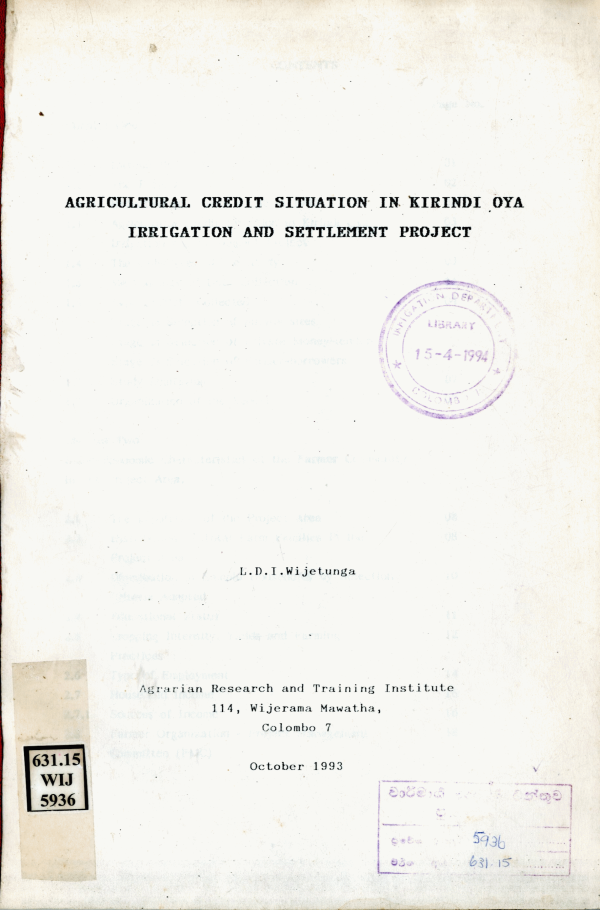 AGRICULTURAL CREDIT SITUATION IN KIRINDI OYA
IRRIGATION AND SETTLEMENT PROJECT
LIBRARY
15-4-1994
L.D.I.Wijetunga
Agrarian Research and Training Institute
114, Wijerama Mawatha,
Colombo 7
October 1993
631.15
WIJ
5936
5936
631.15